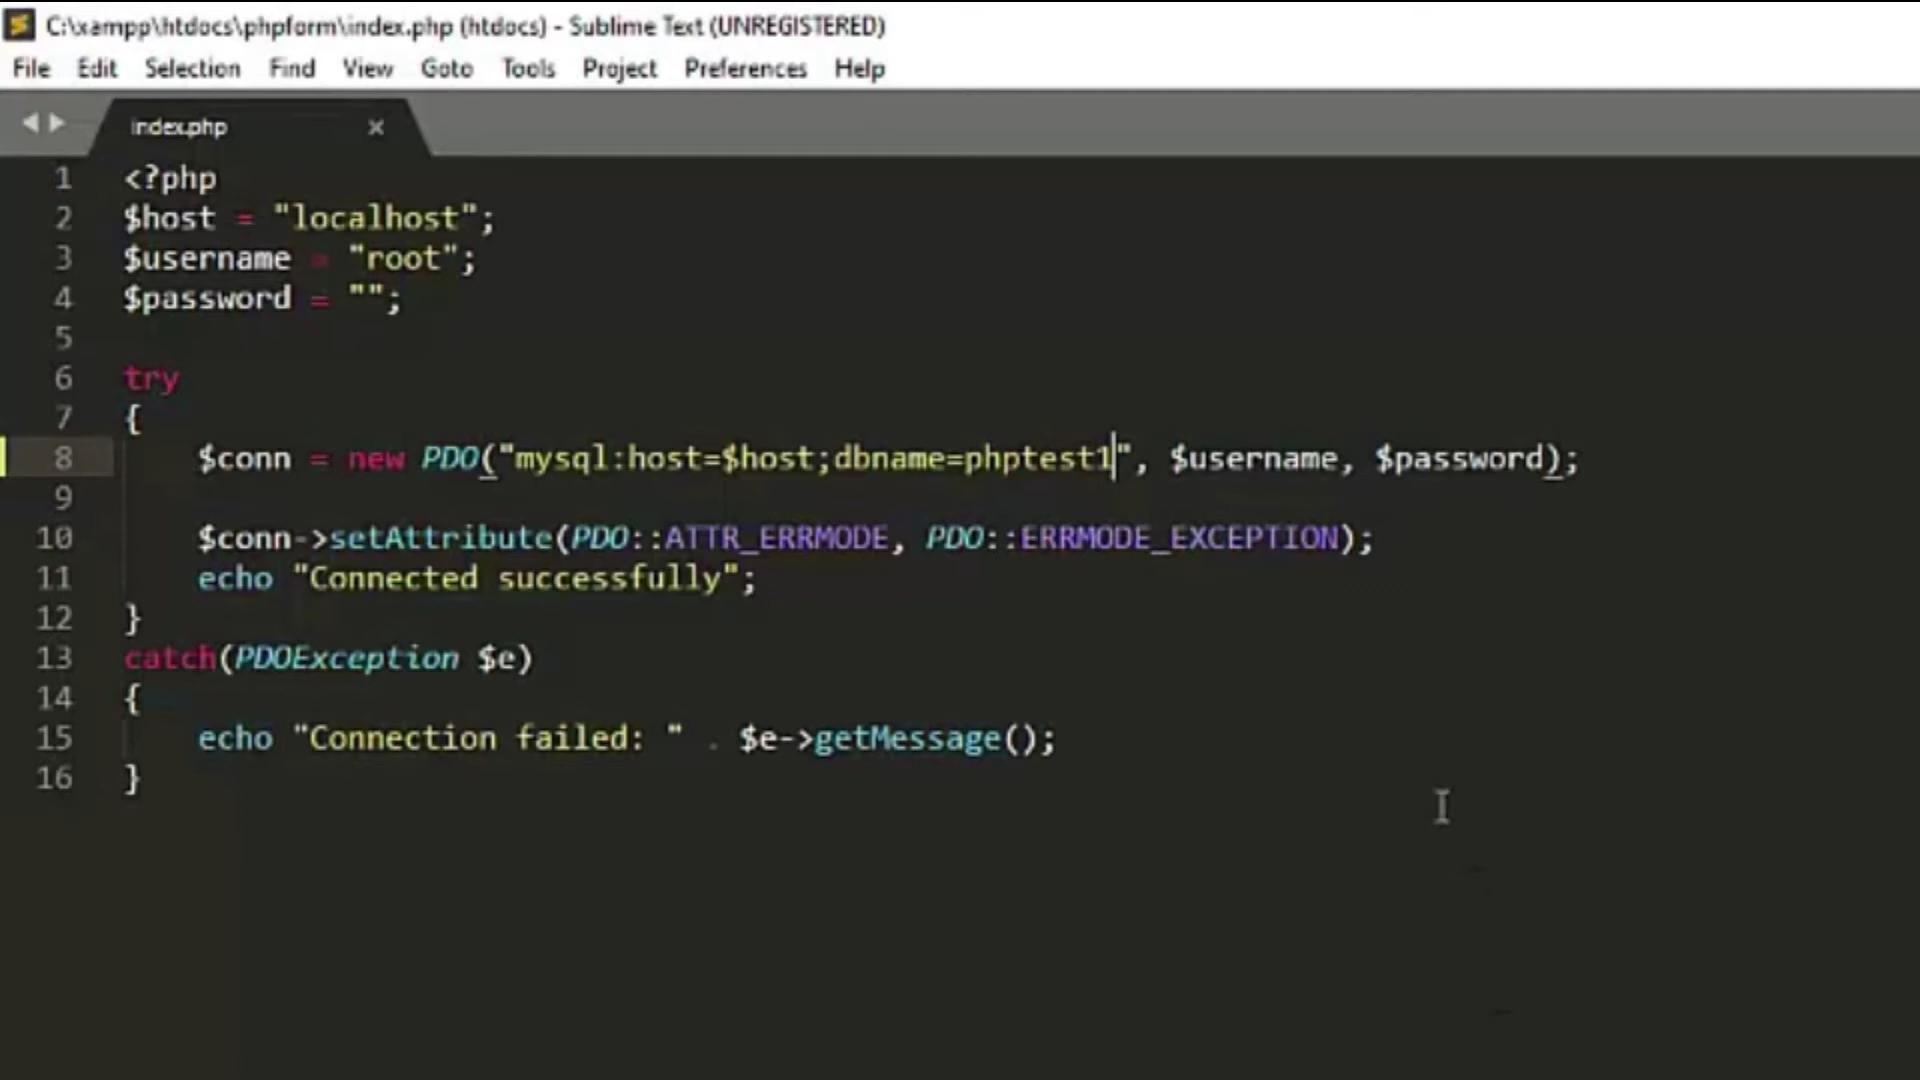 C:\xampp\htdocs\phpform\index.php (htdocs) - Sublime Text (UNREGISTERED)
File Edit Selection Find View Goto Tools Project Preferences Help
index.php
1 <?php
2 $host = "localhost";
3 $username = "root";
4 $password = "";
5
6 try
7 {
8 $conn = new PDO("mysql:host=$host;dbname=phptest1", $username, $password);
9
10 $conn->setAttribute(PDO::ATTR_ERRMODE, PDO::ERRMODE_EXCEPTION);
11 echo "Connected successfully";
12 }
13 catch(PDOException $e)
14 {
15 echo "Connection failed: " . $e->getMessage();
16 }